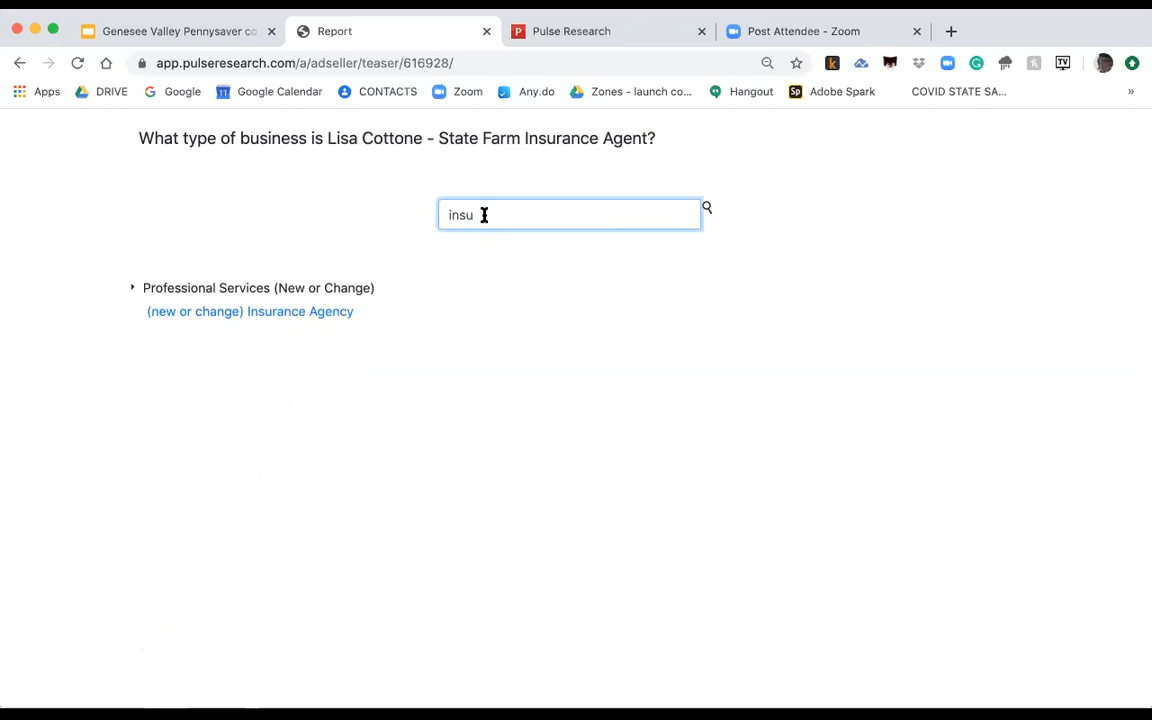 Genesee Valley Pennysaver co
Report
Pulse Research
Post Attendee - Zoom
app.pulseresearch.com/a/adseller/teaser/616928/
Apps
DRIVE
Google
Google Calendar
CONTACTS
Zoom
Any.do
Zones - launch co...
Hangout
Adobe Spark
COVID STATE SA...
»
What type of business is Lisa Cottone - State Farm Insurance Agent?
insu
Professional Services (New or Change)
(new or change) Insurance Agency